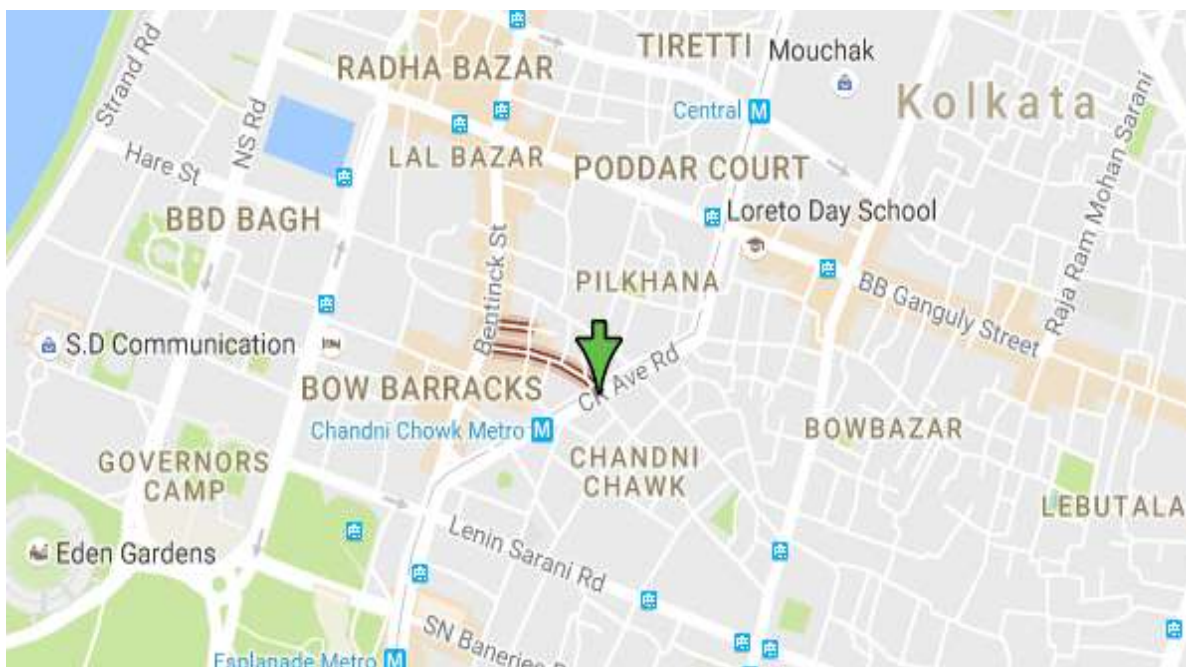 TIRETTI
Mouchak
RADHA BAZAR
Strand Rd
NS Rd
Central M
Kolkata
Hare St
LAL BAZAR
PODDAR COURT
Raja Ram Mohan Sarani
BBD BAGH
Loreto Day School
Bentinck St
PILKHANA
BB Ganguly Street
S.D Communication
BOW BARRACKS
CR Ave Rd
Chandni Chowk Metro M
BOWBAZAR
GOVERNORS
CAMP
CHANDNI
CHAWK
LEBUTALA
Eden Gardens
Lenin Sarani Rd
SN Banerjee
Esplanade Metro M